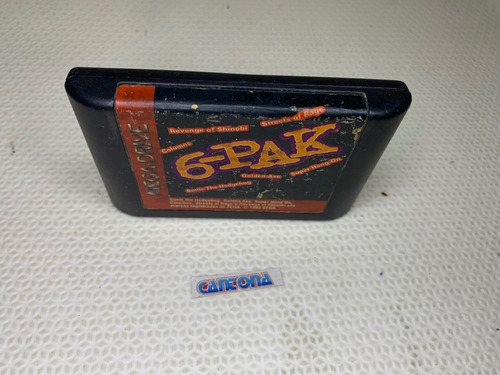 MEGA DRIVE
Revenge of Shinobi
Streets of Rage
Columns
6-PAK
Super Hang On
Golden Axe
Sonic The Hedgehog
CANTONA